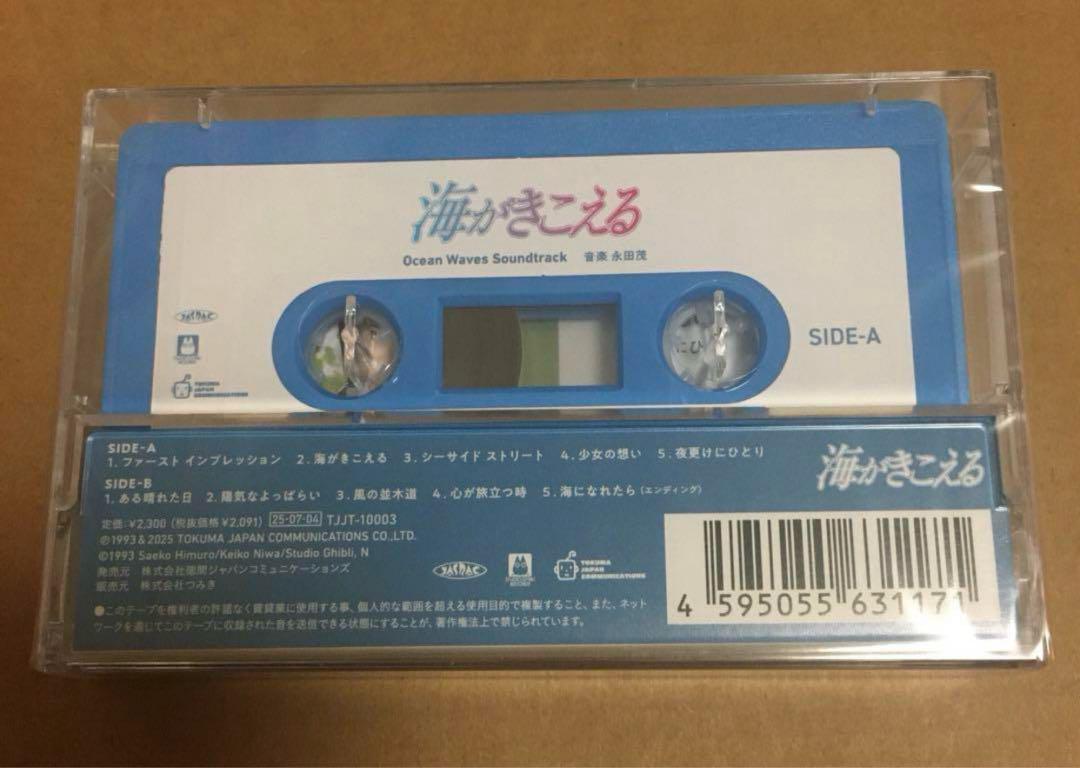 海がきこえる
Ocean Waves Soundtrack 音楽 永田茂
SIDE-A
TOKUMA
JAPAN
COMMUNICATIONS
にひ
SIDE-A
1. ファースト インプレッション 2. 海がきこえる 3. シーサイド ストリート 4. 少女の想い 5. 夜更けにひとり
SIDE-B
1. ある晴れた日 2. 陽気なよっぱらい 3. 風の並木道 4. 心が旅立つ時 5. 海になれたら (エンディング)
海がきこえる
定価:¥2,300 (税抜価格¥2,091) 25-07-04 TJJT-10003
℗1993 & 2025 TOKUMA JAPAN COMMUNICATIONS CO.,LTD.
©1993 Saeko Himuro/Keiko Niwa/Studio Ghibli, N
発売元 株式会社徳間ジャパンコミュニケーションズ
販売元 株式会社つみき
TOKUMA
JAPAN
COMMUNICATIONS
●このテープを権利者の許諾なく賃貸業に使用する事、個人的な範囲を超える使用目的で複製すること、また、ネット
ワークを通じてこのテープに収録された音を送信できる状態にすることが、著作権法上で禁じられています。
4 595055 631171